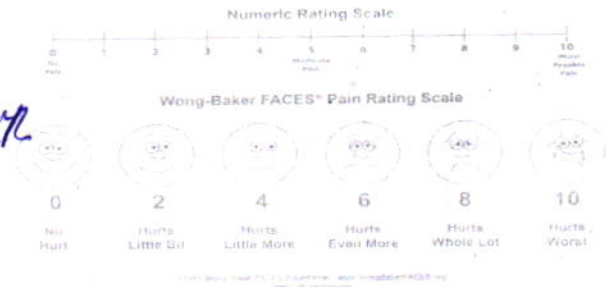 Numeric Rating Scale
0 1 2 3 4 5 6 7 8 9 10
No Pain Moderate Pain Worst Possible Pain
Wong-Baker FACES® Pain Rating Scale
0 2 4 6 8 10
No Hurt Hurts Little Bit Hurts Little More Hurts Even More Hurts Whole Lot Hurts Worst